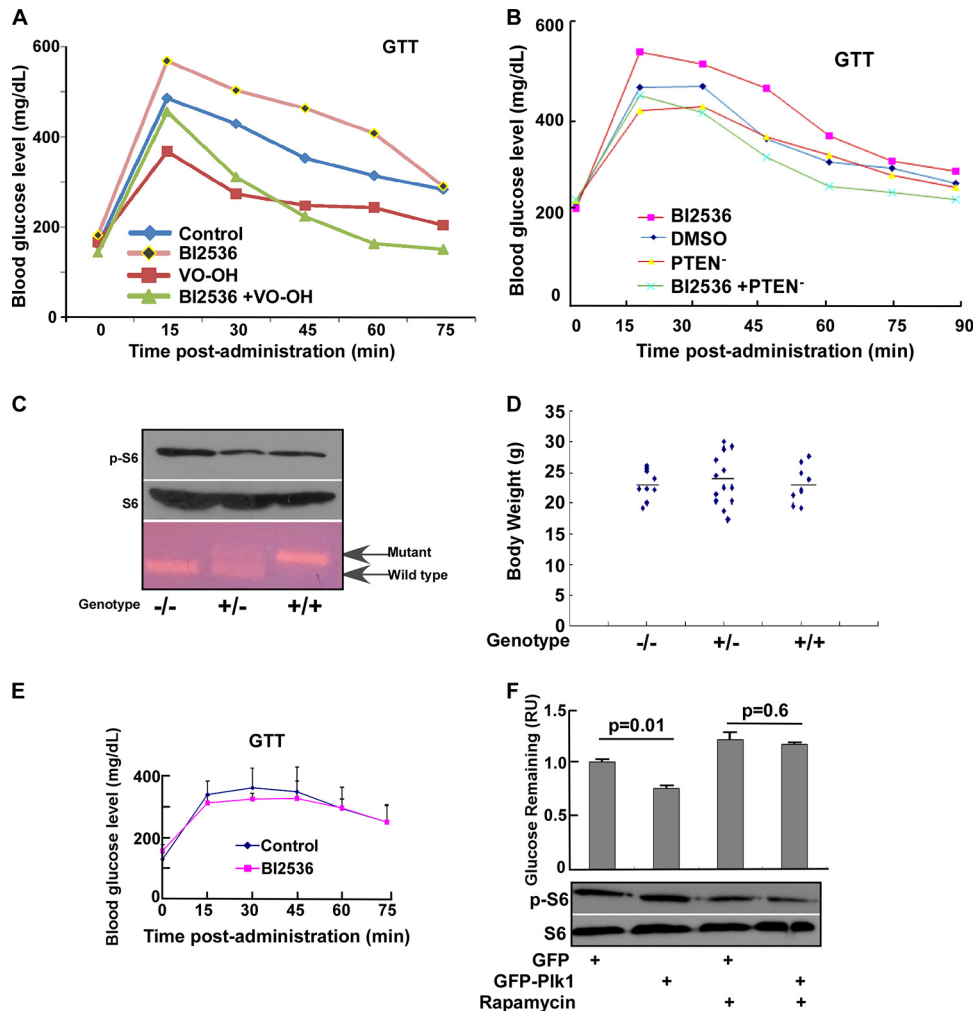 A
GTT
Blood glucose level (mg/dL)
600
400
200
0
Control
BI2536
VO-OH
BI2536 +VO-OH
0 15 30 45 60 75
Time post-administration (min)
B
GTT
Blood glucose level (mg/dL)
600
400
200
0
BI2536
DMSO
PTEN-
BI2536 +PTEN-
0 15 30 45 60 75 90
Time post-administration (min)
C
p-S6
S6
Mutant
Wild type
Genotype -/- +/- +/+
D
Body Weight (g)
35
30
25
20
15
10
5
0
Genotype -/- +/- +/+
E
GTT
Blood glucose level (mg/dL)
400
200
0
Control
BI2536
0 15 30 45 60 75
Time post-administration (min)
F
Glucose Remaining (RU)
1.5
1.0
0.5
0
p=0.01
p=0.6
p-S6
S6
GFP + +
GFP-Plk1 + +
Rapamycin + +